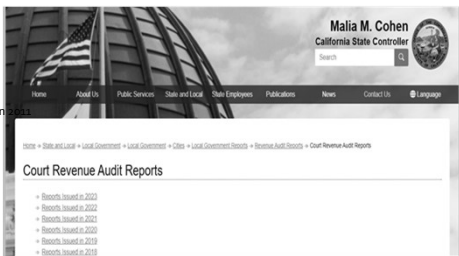 Malia M. Cohen
California State Controller
Search
Home About Us Public Services State and Local State Employees Publications News Contact Us Language
n 2011
Home » State and Local » Local Government » Local Government » Cities » Local Government Reports » Revenue Audit Reports » Court Revenue Audit Reports
Court Revenue Audit Reports
Reports Issued in 2023
Reports Issued in 2022
Reports Issued in 2021
Reports Issued in 2020
Reports Issued in 2019
Reports Issued in 2018